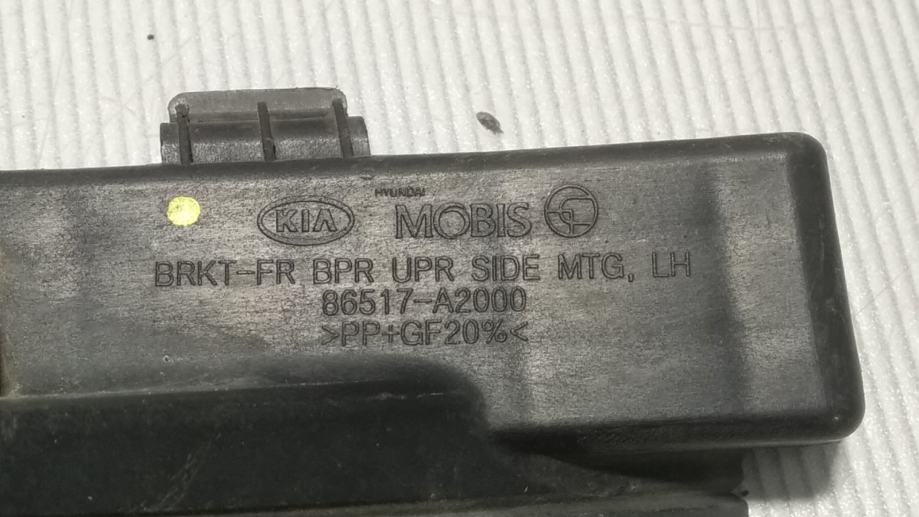 HYUNDAI
KIA MOBIS
BRKT-FR BPR UPR SIDE MTG, LH
86517-A2000
>PP+GF20%<